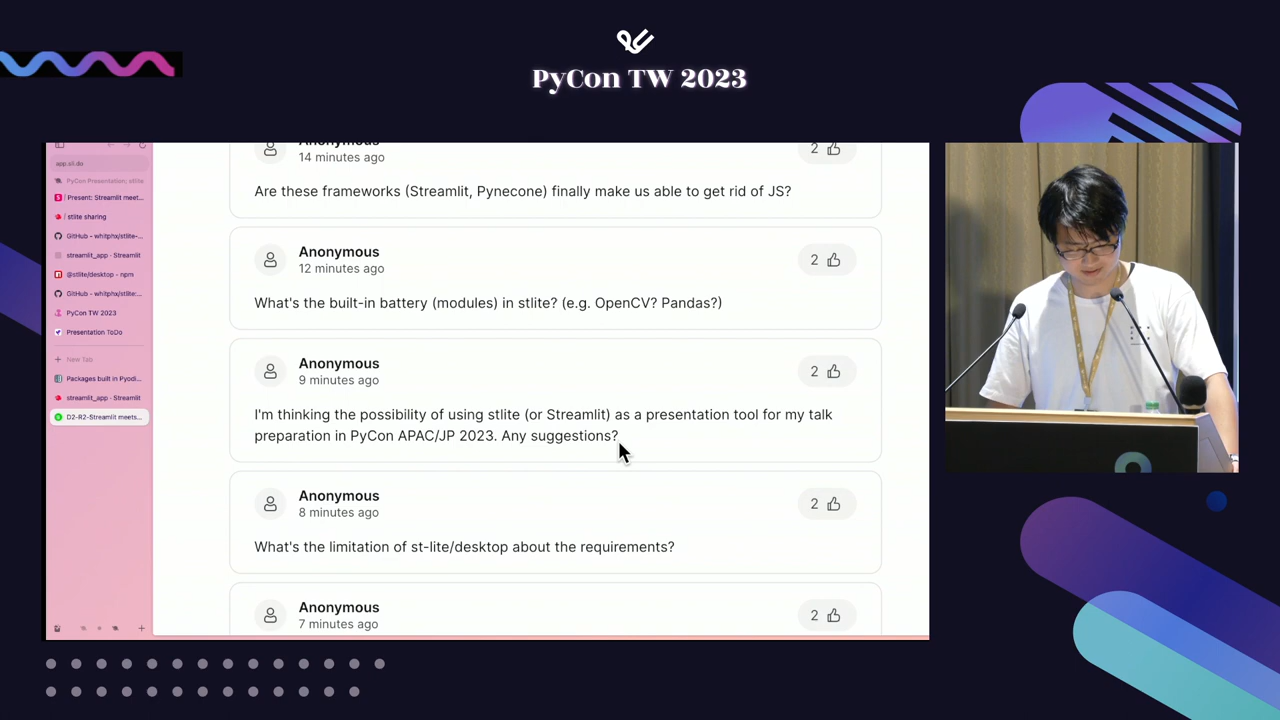 PyCon TW 2023
app.sli.do
PyCon Presentation; stlite
/ Present: Streamlit meet...
/ stlite sharing
GitHub - whitphx/stlite-...
streamlit_app · Streamlit
@stlite/desktop - npm
GitHub - whitphx/stlite:...
PyCon TW 2023
Presentation ToDo
New Tab
Packages built in Pyodi...
streamlit_app · Streamlit
D2-R2-Streamlit meets...
Anonymous
14 minutes ago
2
Are these frameworks (Streamlit, Pynecone) finally make us able to get rid of JS?
Anonymous
12 minutes ago
2
What's the built-in battery (modules) in stlite? (e.g. OpenCV? Pandas?)
Anonymous
9 minutes ago
2
I'm thinking the possibility of using stlite (or Streamlit) as a presentation tool for my talk
preparation in PyCon APAC/JP 2023. Any suggestions?
Anonymous
8 minutes ago
2
What's the limitation of st-lite/desktop about the requirements?
Anonymous
7 minutes ago
2